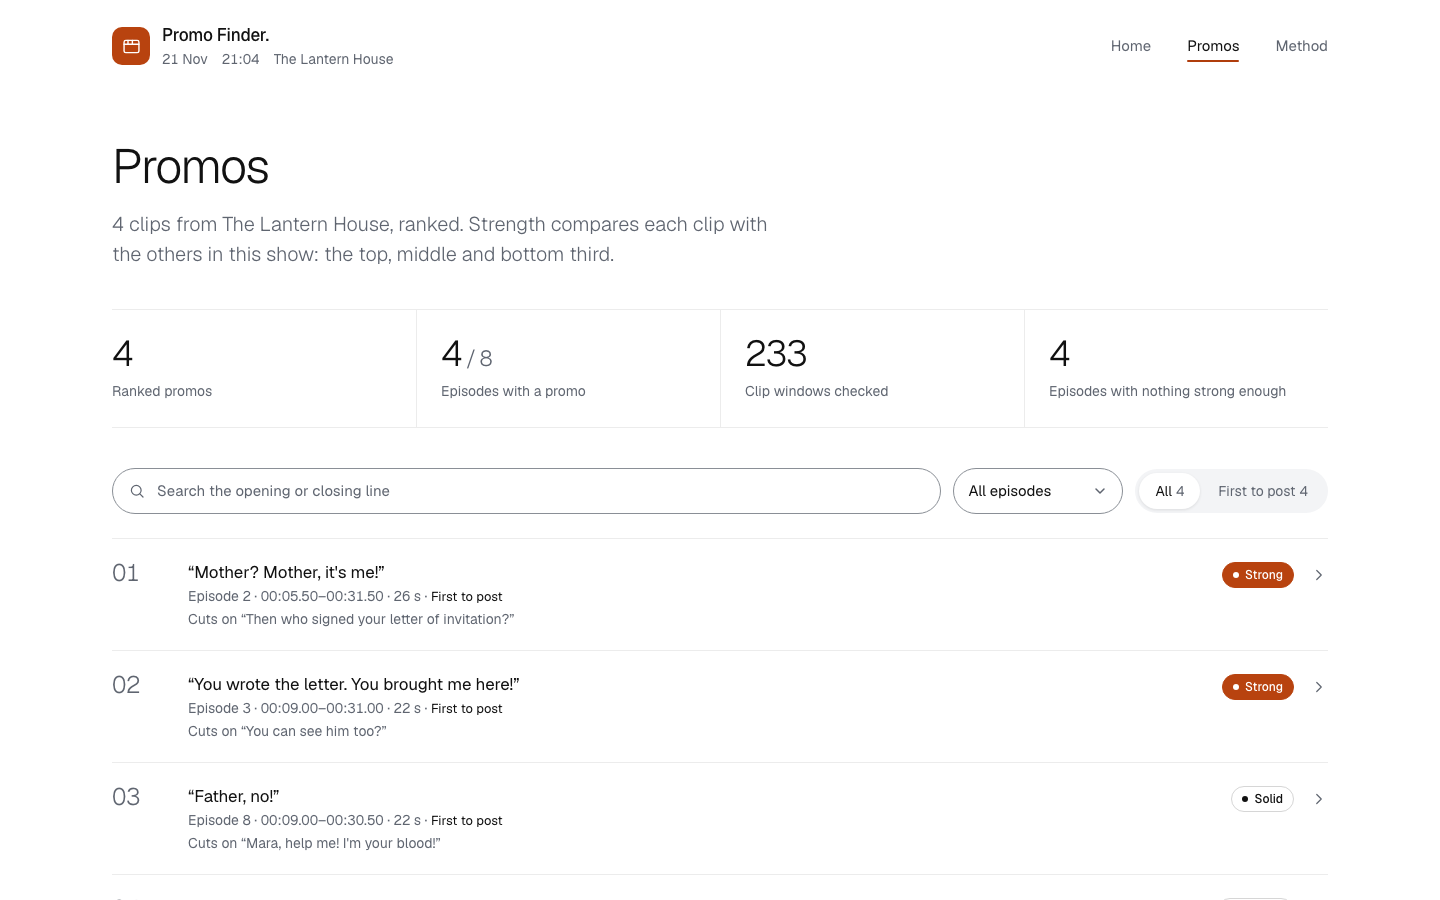 Promo Finder.
21 Nov 21:04 The Lantern House
Home
Promos
Method
Promos
4 clips from The Lantern House, ranked. Strength compares each clip with
the others in this show: the top, middle and bottom third.
4
Ranked promos
4 / 8
Episodes with a promo
233
Clip windows checked
4
Episodes with nothing strong enough
Search the opening or closing line
All episodes
All 4
First to post 4
01
“Mother? Mother, it's me!”
Episode 2 · 00:05.50–00:31.50 · 26 s · First to post
Cuts on “Then who signed your letter of invitation?”
Strong
02
“You wrote the letter. You brought me here!”
Episode 3 · 00:09.00–00:31.00 · 22 s · First to post
Cuts on “You can see him too?”
Strong
03
“Father, no!”
Episode 8 · 00:09.00–00:30.50 · 22 s · First to post
Cuts on “Mara, help me! I'm your blood!”
Solid